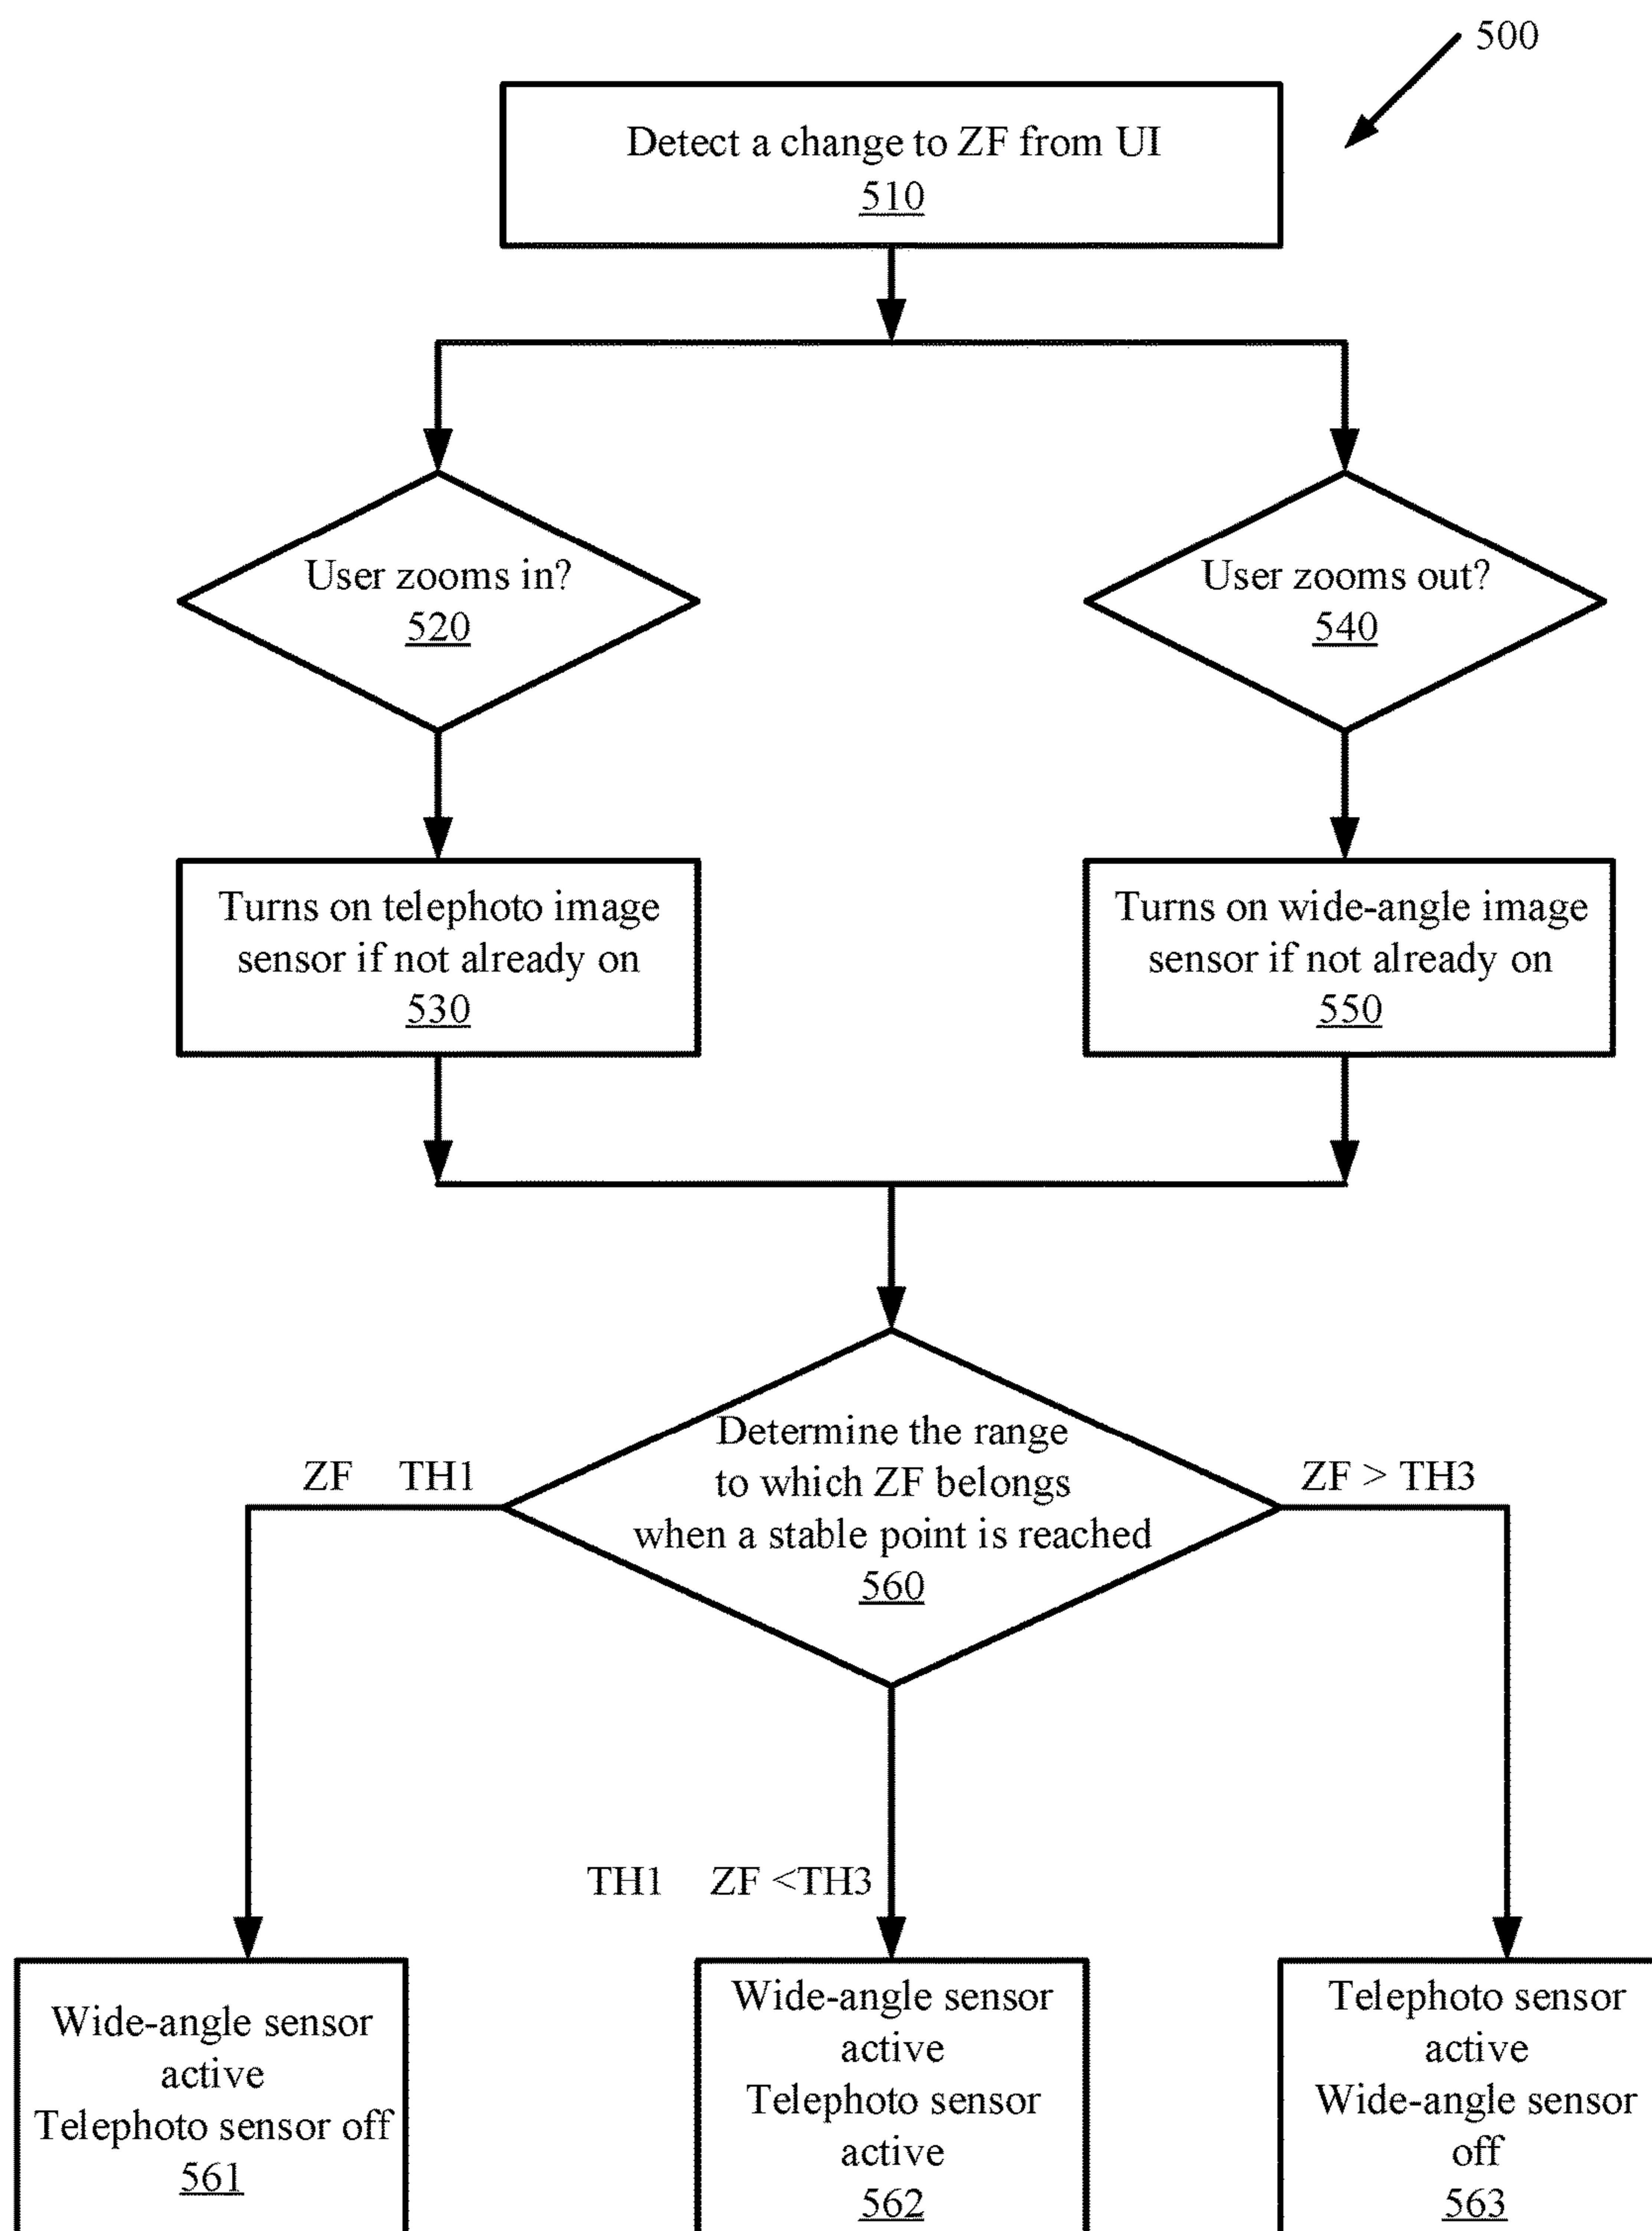 500
Detect a change to ZF from UI
510
User zooms in?
520
User zooms out?
540
Turns on telephoto image
sensor if not already on
530
Turns on wide-angle image
sensor if not already on
550
Determine the range
to which ZF belongs
when a stable point is reached
560
ZF TH1
ZF > TH3
TH1 ZF <TH3
Wide-angle sensor
active
Telephoto sensor off
561
Wide-angle sensor
active
Telephoto sensor
active
562
Telephoto sensor
active
Wide-angle sensor
off
563